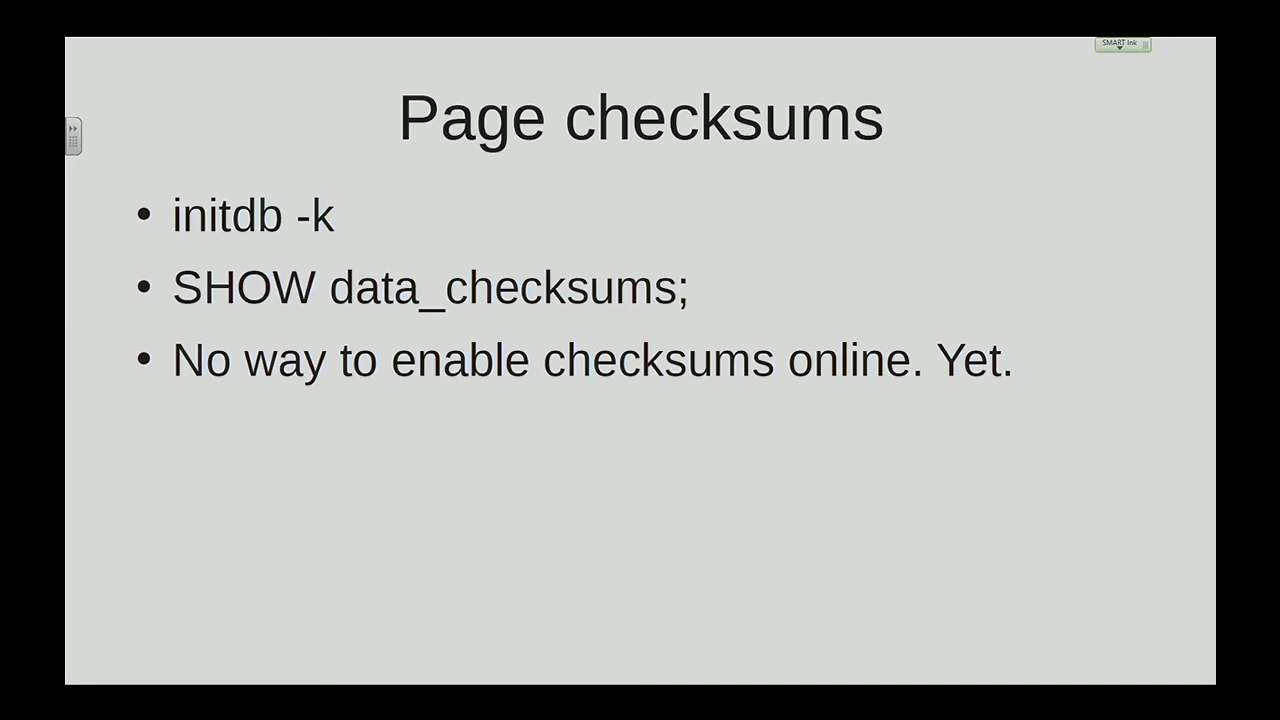 SMART Ink
Page checksums
• initdb -k
• SHOW data_checksums;
• No way to enable checksums online. Yet.